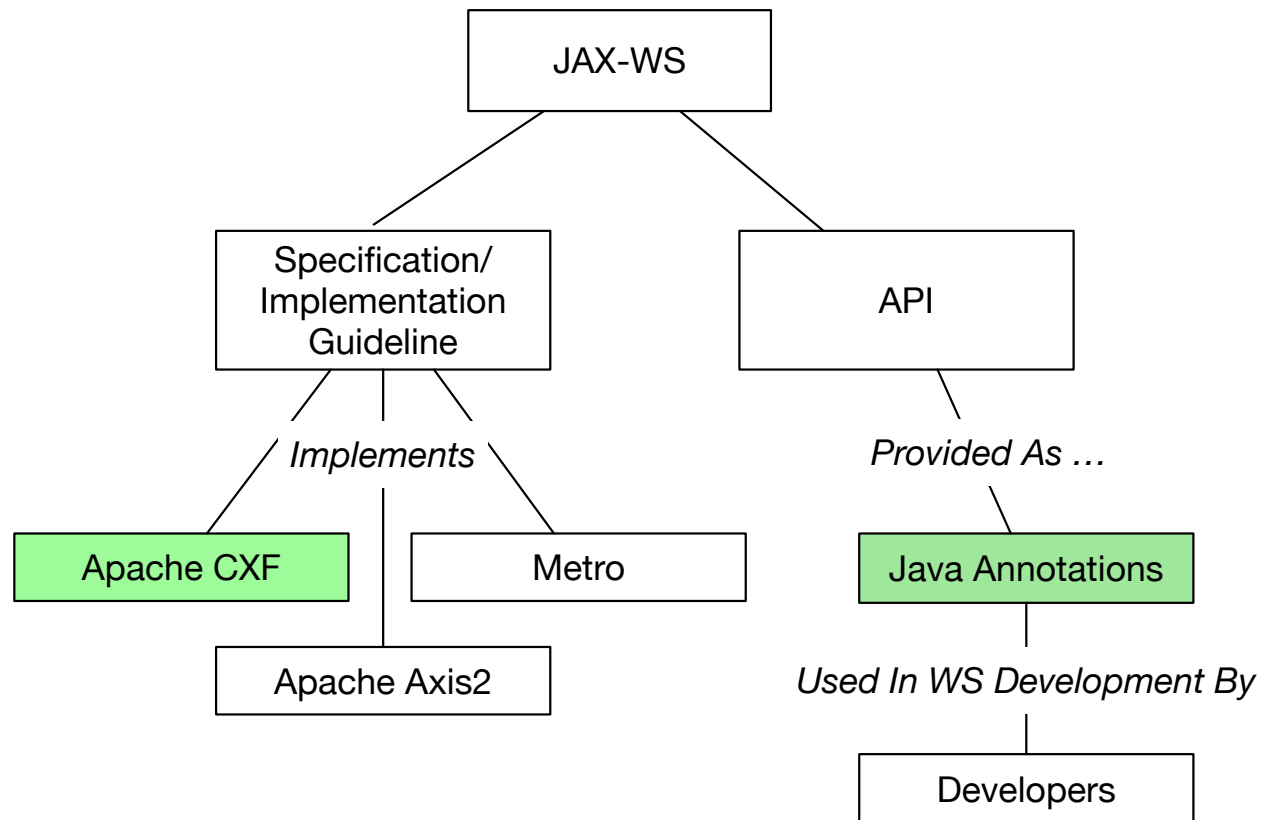 JAX-WS
Specification/
Implementation
Guideline
API
Implements
Provided As ...
Apache CXF
Metro
Java Annotations
Apache Axis2
Used In WS Development By
Developers